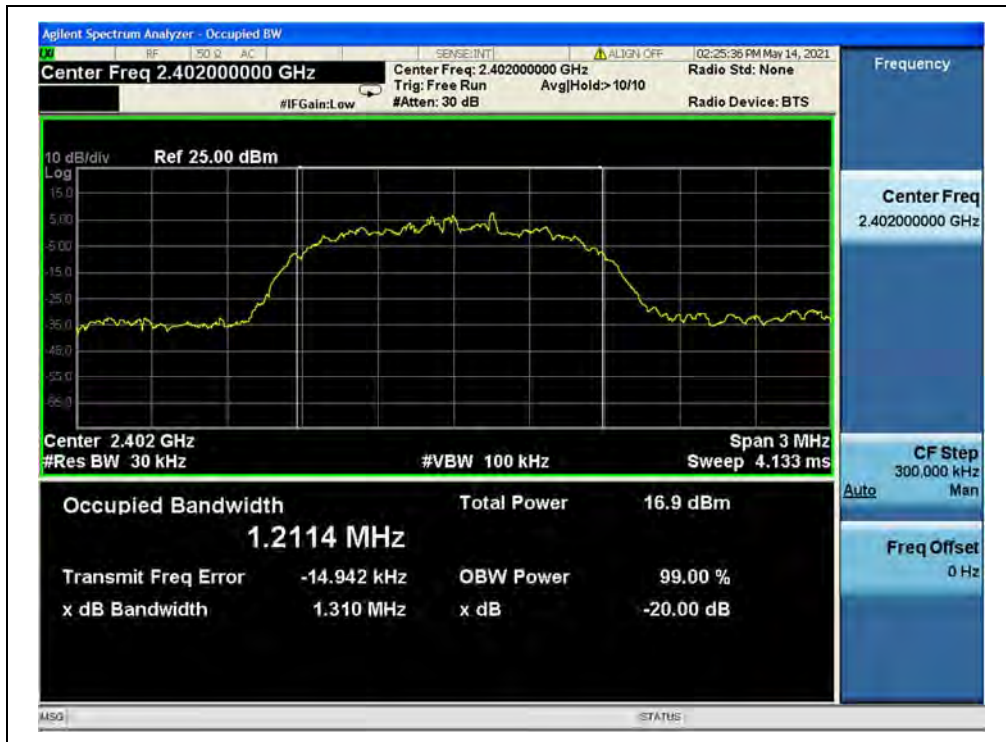 Agilent Spectrum Analyzer - Occupied BW
LXI RF 50 Ω AC SENSE:INT ALIGN OFF 02:25:36 PM May 14, 2021
Center Freq 2.402000000 GHz Center Freq: 2.402000000 GHz Radio Std: None Frequency
Trig: Free Run Avg|Hold:> 10/10
#IFGain:Low #Atten: 30 dB Radio Device: BTS
10 dB/div Ref 25.00 dBm
Log
15.0
5.00
-5.00
-15.0
-25.0
-35.0
-45.0
-55.0
-65.0
Center 2.402 GHz Span 3 MHz
#Res BW 30 kHz #VBW 100 kHz Sweep 4.133 ms
Occupied Bandwidth Total Power 16.9 dBm
1.2114 MHz
Transmit Freq Error -14.942 kHz OBW Power 99.00 %
x dB Bandwidth 1.310 MHz x dB -20.00 dB
Center Freq
2.402000000 GHz
CF Step
300.000 kHz
Auto Man
Freq Offset
0 Hz
MSG STATUS